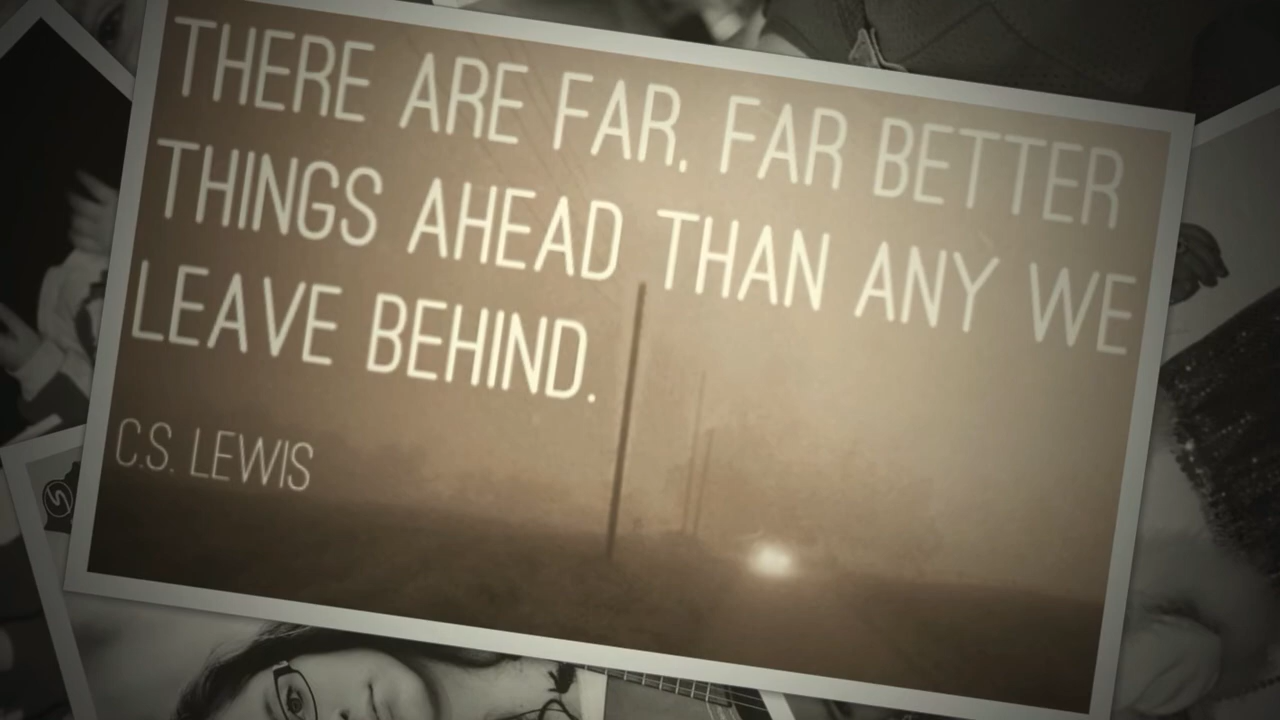 THERE ARE FAR, FAR BETTER
THINGS AHEAD THAN ANY WE
LEAVE BEHIND.
C.S. LEWIS